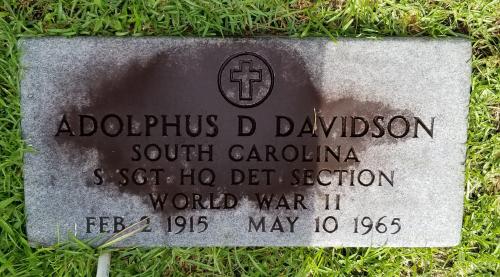 ADOLPHUS D DAVIDSON
SOUTH CAROLINA
S SGT HQ DET SECTION
WORLD WAR II
FEB 2 1915 MAY 10 1965